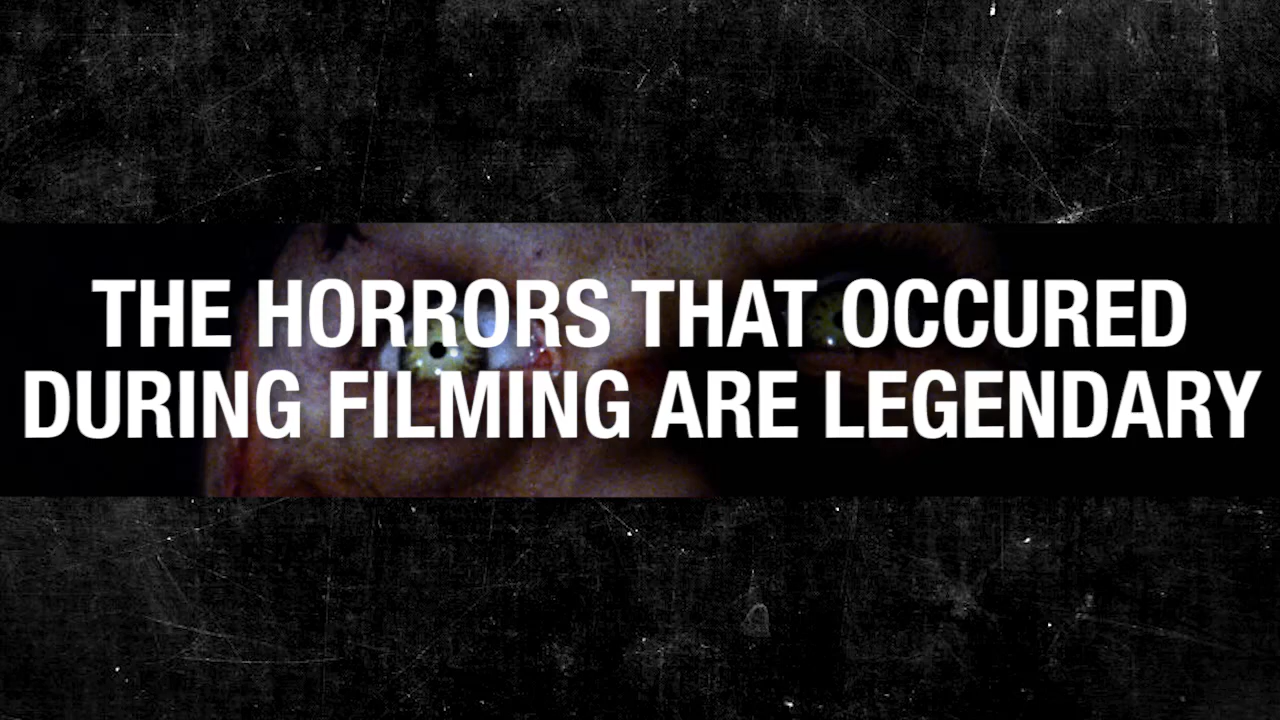 THE HORRORS THAT OCCURED
DURING FILMING ARE LEGENDARY